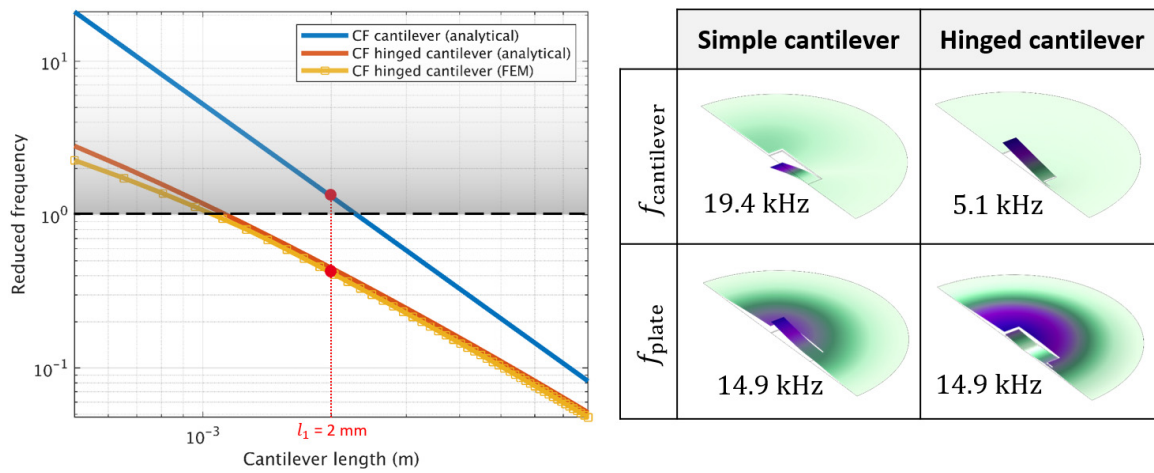 CF cantilever (analytical)
CF hinged cantilever (analytical)
CF hinged cantilever (FEM)
Reduced frequency
10¹
10⁰
10⁻¹
10⁻³
l₁ = 2 mm
Cantilever length (m)
Simple cantilever
Hinged cantilever
f_cantilever
19.4 kHz
5.1 kHz
f_plate
14.9 kHz
14.9 kHz